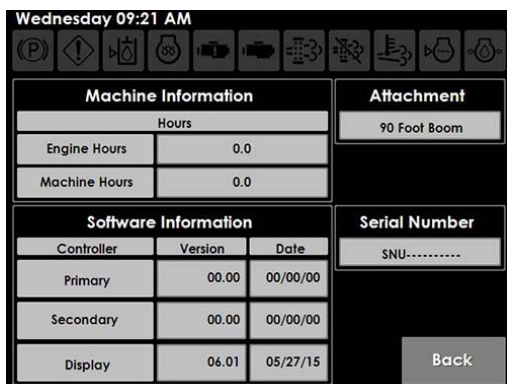 Wednesday 09:21 AM
(P)
Machine Information
Hours
Engine Hours 0.0
Machine Hours 0.0
Attachment
90 Foot Boom
Software Information
Controller Version Date
Primary 00.00 00/00/00
Secondary 00.00 00/00/00
Display 06.01 05/27/15
Serial Number
SNU----------
Back